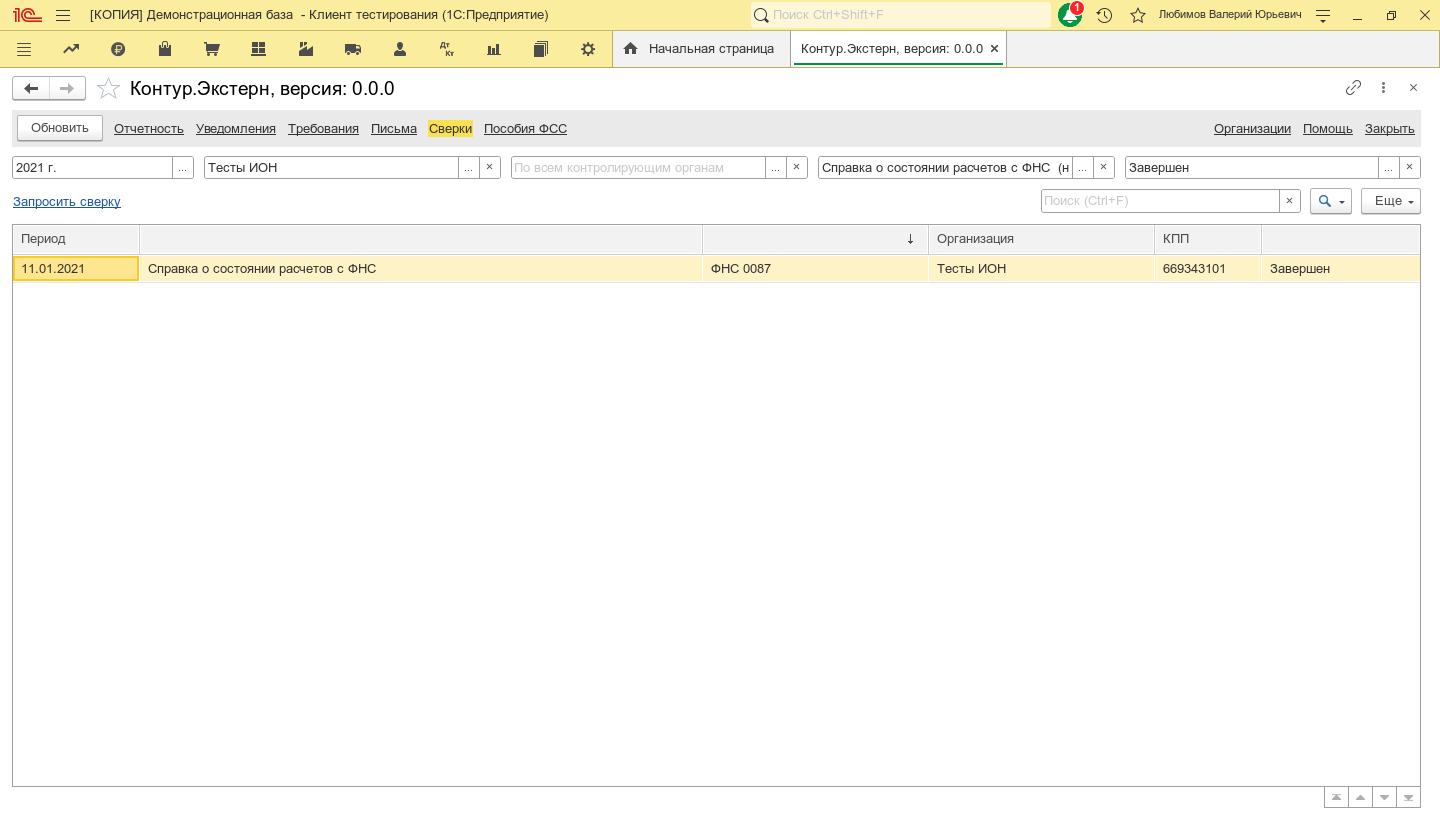 1С [КОПИЯ] Демонстрационная база - Клиент тестирования (1С:Предприятие) Поиск Ctrl+Shift+F 1 Любимов Валерий Юрьевич
Дт Кт Начальная страница Контур.Экстерн, версия: 0.0.0
Контур.Экстерн, версия: 0.0.0
Обновить Отчетность Уведомления Требования Письма Сверки Пособия ФСС Организации Помощь Закрыть
2021 г. ... Тесты ИОН ... × По всем контролирующим органам ... × Справка о состоянии расчетов с ФНС (н ... × Завершен ... ×
Запросить сверку Поиск (Ctrl+F) × Еще
Период ↓ Организация КПП
11.01.2021 Справка о состоянии расчетов с ФНС ФНС 0087 Тесты ИОН 669343101 Завершен